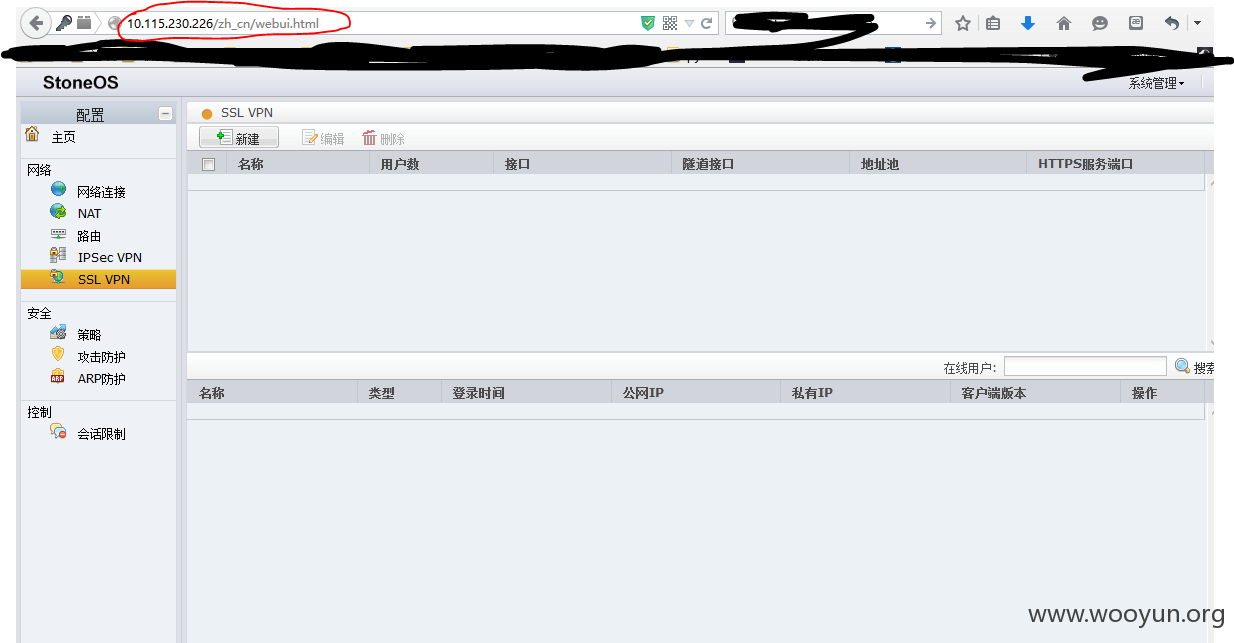 10.115.230.226/zh_cn/webui.html
StoneOS
系统管理
配置
主页
网络
网络连接
NAT
路由
IPSec VPN
SSL VPN
安全
策略
攻击防护
ARP防护
控制
会话限制
SSL VPN
新建 编辑 删除
名称 用户数 接口 隧道接口 地址池 HTTPS服务端口
在线用户: 搜索
名称 类型 登录时间 公网IP 私有IP 客户端版本 操作
www.wooyun.org